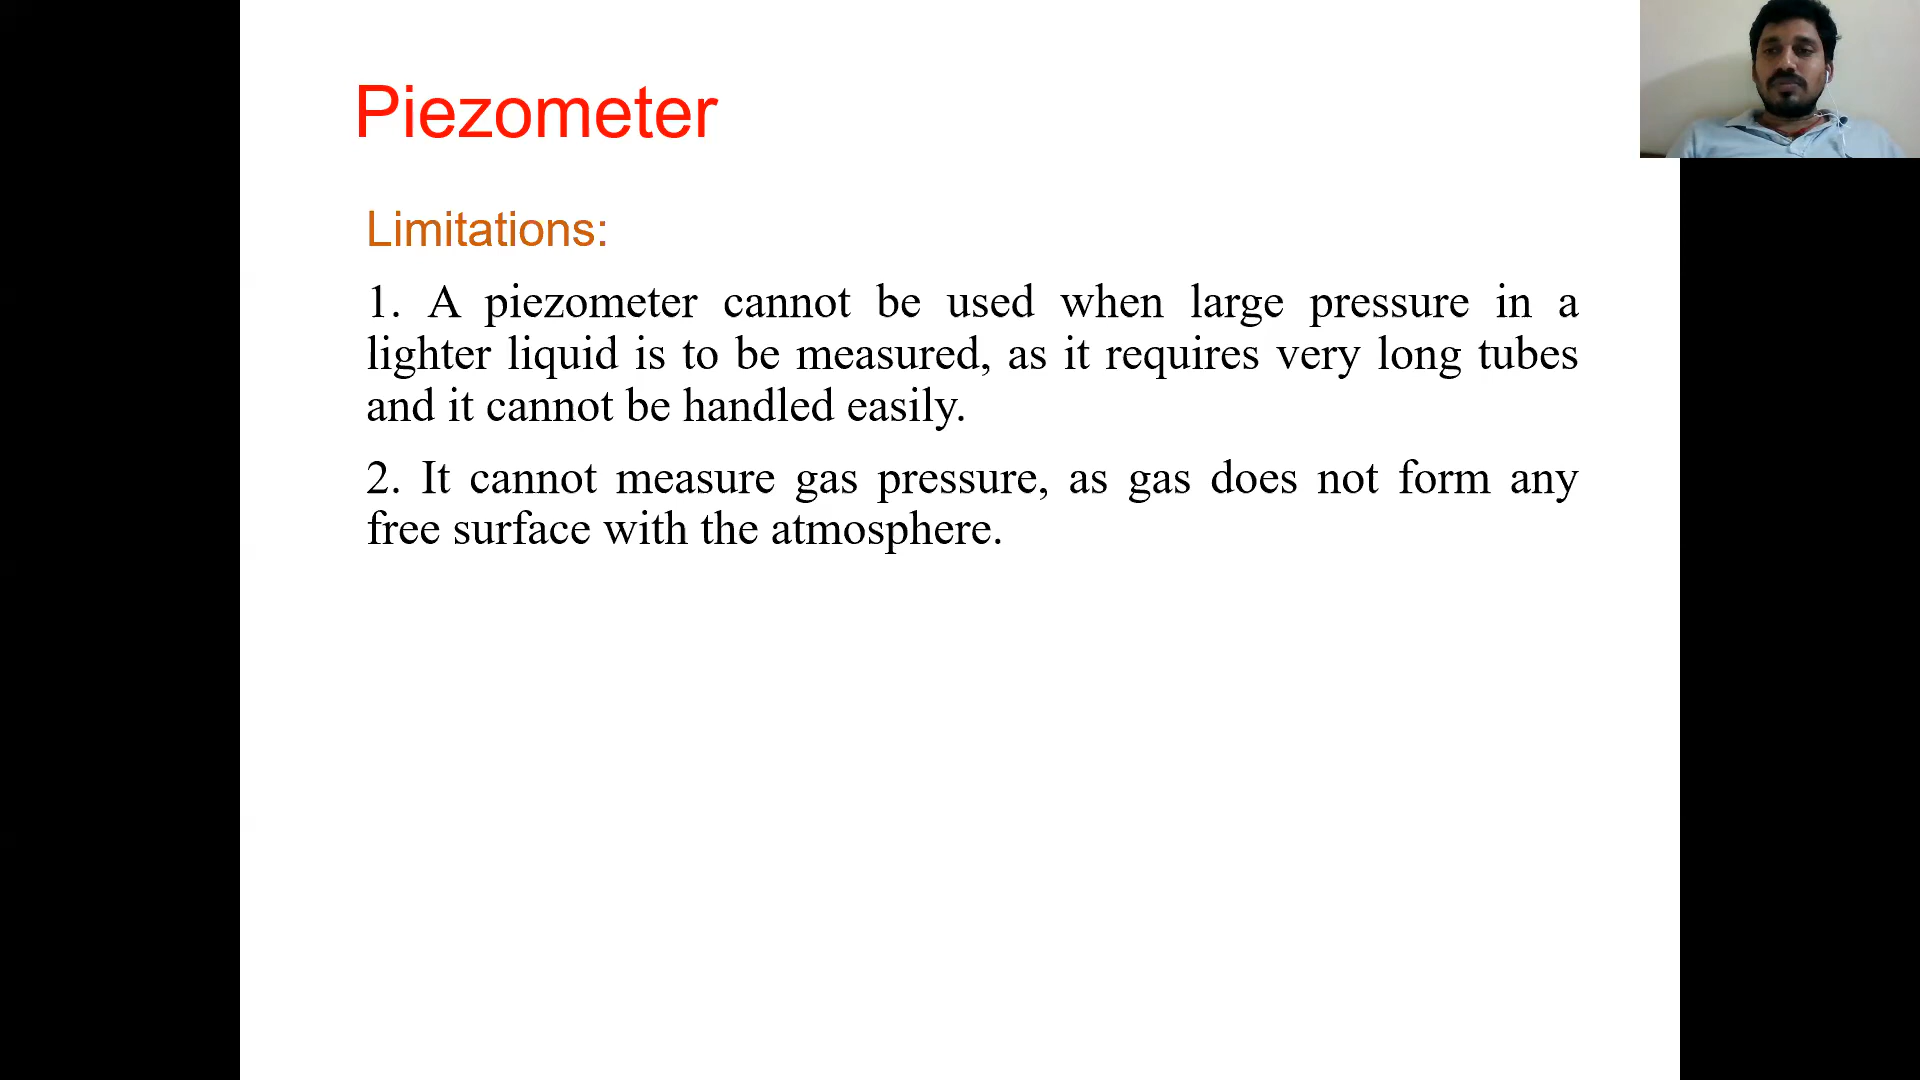 Piezometer
Limitations:
1. A piezometer cannot be used when large pressure in a
lighter liquid is to be measured, as it requires very long tubes
and it cannot be handled easily.
2. It cannot measure gas pressure, as gas does not form any
free surface with the atmosphere.